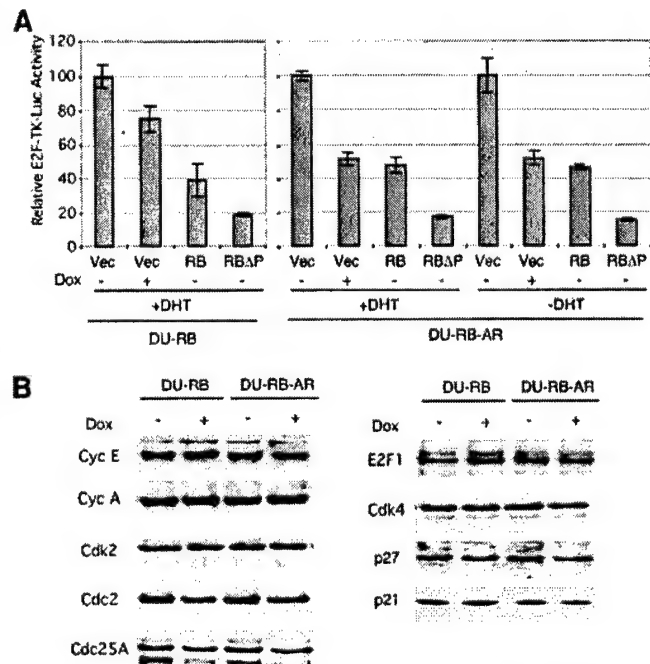 A
Relative E2F-TK-Luc Activity
120
100
80
60
40
20
0
Vec Vec RB RBΔP Vec Vec RB RBΔP Vec Vec RB RBΔP
Dox - + - - - + - - - + - -
+DHT +DHT -DHT
DU-RB DU-RB-AR
B
DU-RB DU-RB-AR
Dox - + - +
Cyc E
Cyc A
Cdk2
Cdc2
Cdc25A
DU-RB DU-RB-AR
Dox - + - +
E2F1
Cdk4
p27
p21